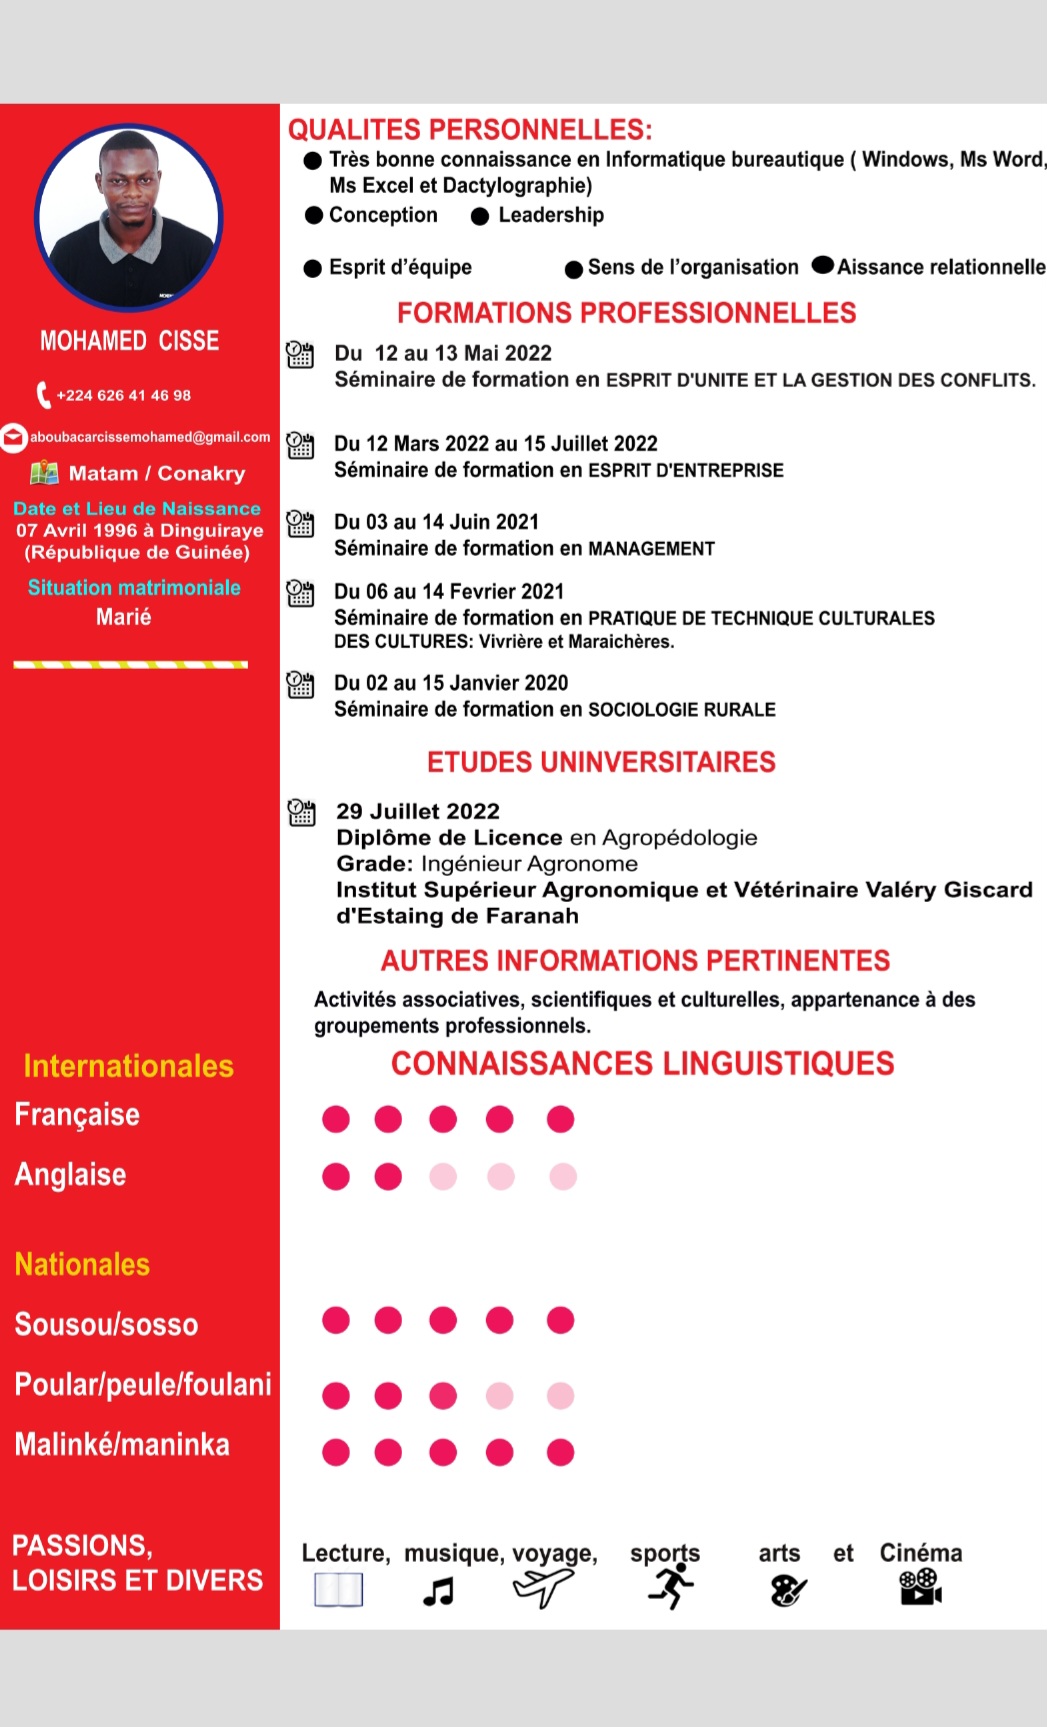 MOHAMED CISSE
+224 626 41 46 98
aboubacarcissemohamed@gmail.com
Matam / Conakry
Date et Lieu de Naissance
07 Avril 1996 à Dinguiraye
(République de Guinée)
Situation matrimoniale
Marié
QUALITES PERSONNELLES:
Très bonne connaissance en Informatique bureautique ( Windows, Ms Word,
Ms Excel et Dactylographie)
Conception Leadership
Esprit d'équipe Sens de l'organisation Aissance relationnelle
FORMATIONS PROFESSIONNELLES
Du 12 au 13 Mai 2022
Séminaire de formation en ESPRIT D'UNITE ET LA GESTION DES CONFLITS.
Du 12 Mars 2022 au 15 Juillet 2022
Séminaire de formation en ESPRIT D'ENTREPRISE
Du 03 au 14 Juin 2021
Séminaire de formation en MANAGEMENT
Du 06 au 14 Fevrier 2021
Séminaire de formation en PRATIQUE DE TECHNIQUE CULTURALES
DES CULTURES: Vivrière et Maraichères.
Du 02 au 15 Janvier 2020
Séminaire de formation en SOCIOLOGIE RURALE
ETUDES UNINVERSITAIRES
29 Juillet 2022
Diplôme de Licence en Agropédologie
Grade: Ingénieur Agronome
Institut Supérieur Agronomique et Vétérinaire Valéry Giscard
d'Estaing de Faranah
AUTRES INFORMATIONS PERTINENTES
Activités associatives, scientifiques et culturelles, appartenance à des
groupements professionnels.
CONNAISSANCES LINGUISTIQUES
Internationales
Française
Anglaise
Nationales
Sousou/sosso
Poular/peule/foulani
Malinké/maninka
PASSIONS,
LOISIRS ET DIVERS
Lecture, musique, voyage, sports arts et Cinéma